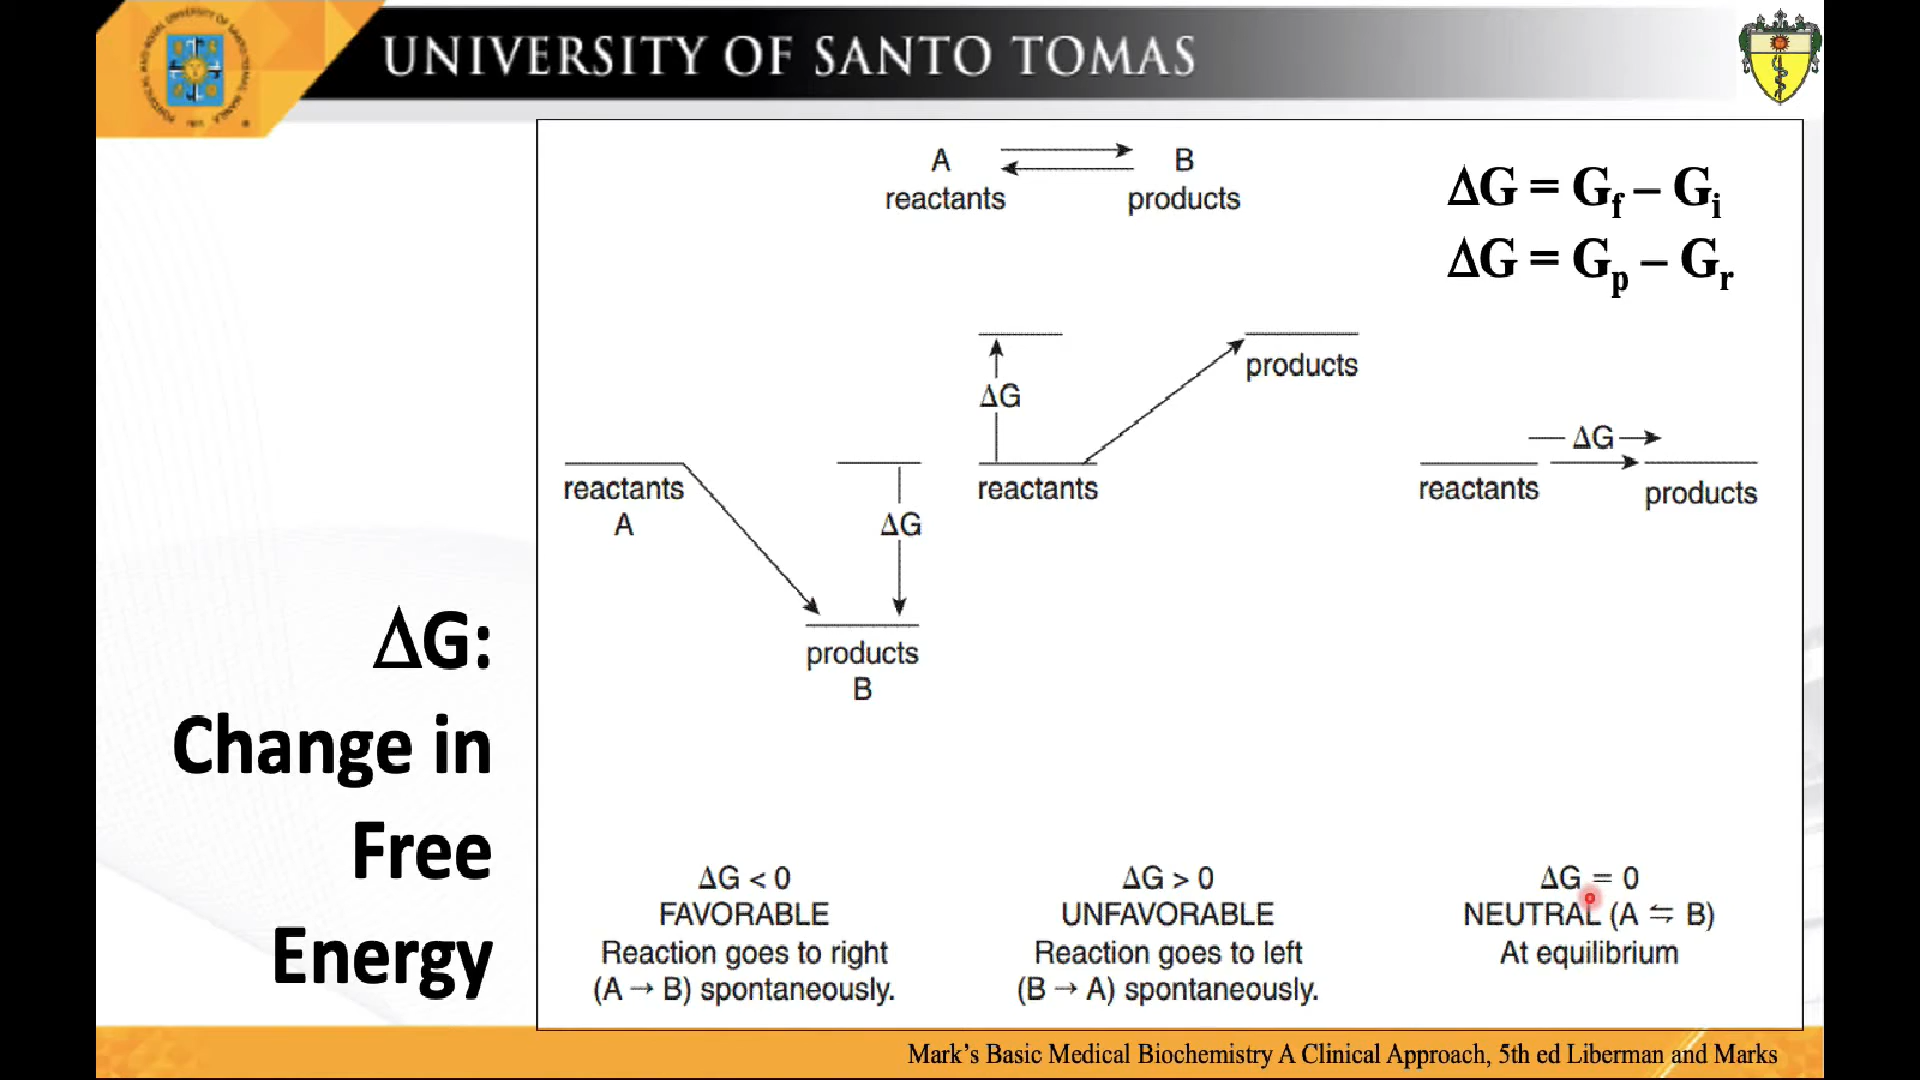 UNIVERSITY OF SANTO TOMAS
A
reactants
B
products
ΔG = Gf – Gi
ΔG = Gp – Gr
reactants
A
ΔG
products
B
ΔG
reactants
products
ΔG
reactants
products
ΔG:
Change in
Free
Energy
ΔG < 0
FAVORABLE
Reaction goes to right
(A → B) spontaneously.
ΔG > 0
UNFAVORABLE
Reaction goes to left
(B → A) spontaneously.
ΔG = 0
NEUTRAL (A ⇆ B)
At equilibrium
Mark’s Basic Medical Biochemistry A Clinical Approach, 5th ed Liberman and Marks